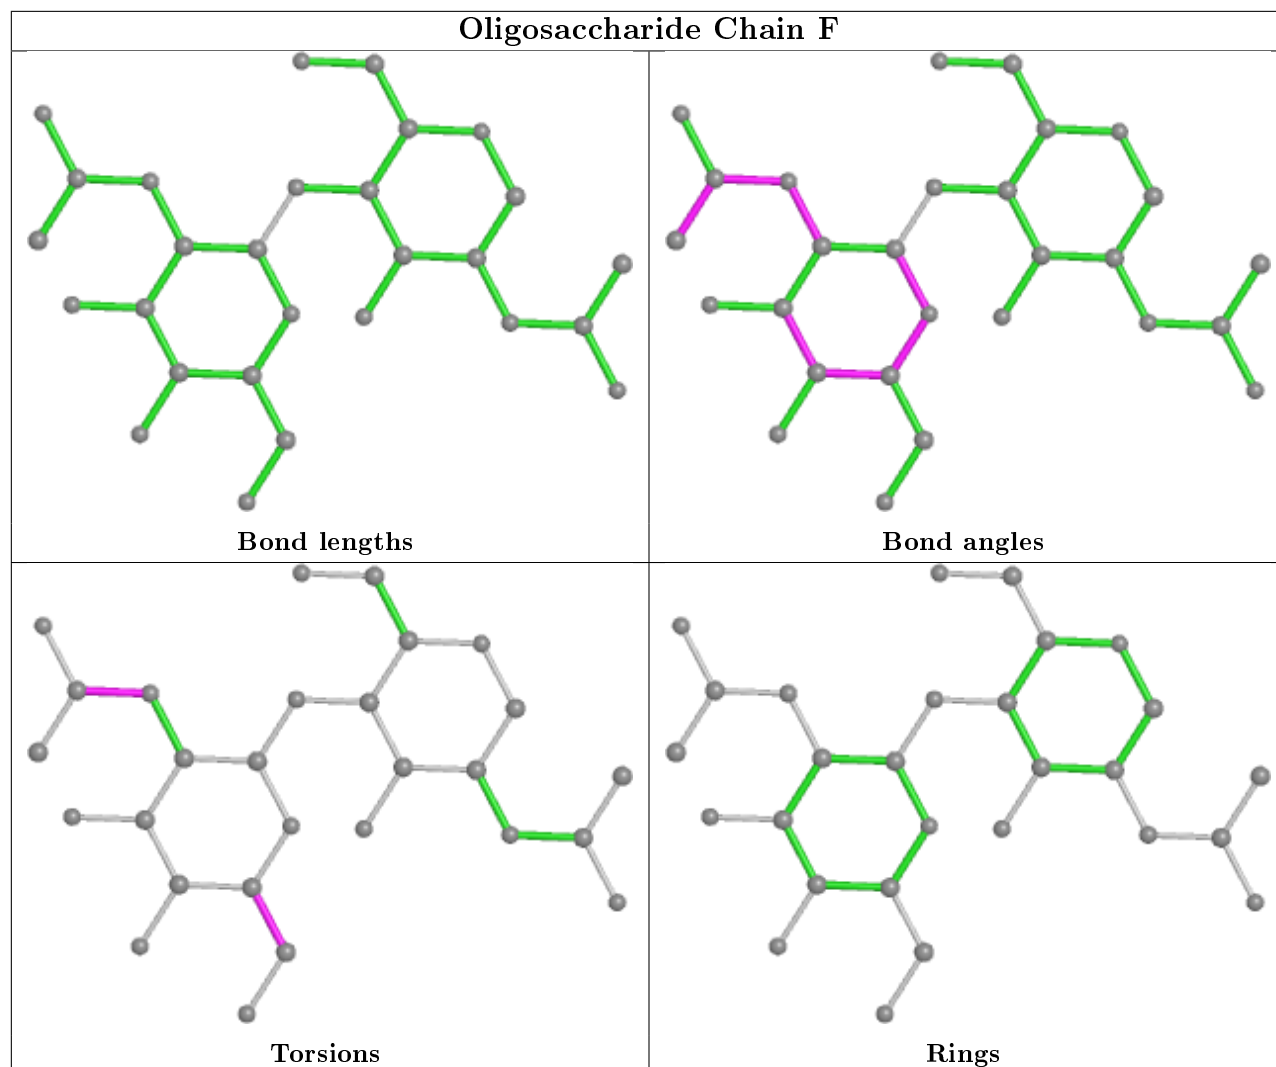 Oligosaccharide Chain F
Bond lengths
Bond angles
Torsions
Rings